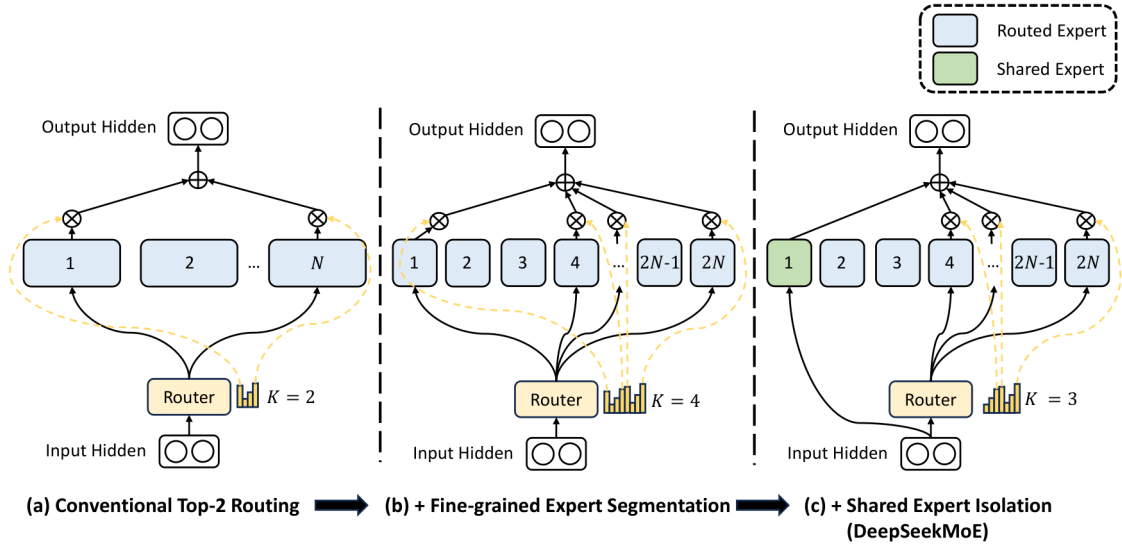 Routed Expert
Shared Expert
Output Hidden
1
2
...
N
Router
K = 2
Input Hidden
(a) Conventional Top-2 Routing
Output Hidden
1
2
3
4
...
2N-1
2N
Router
K = 4
Input Hidden
(b) + Fine-grained Expert Segmentation
Output Hidden
1
2
3
4
...
2N-1
2N
Router
K = 3
Input Hidden
(c) + Shared Expert Isolation
(DeepSeekMoE)